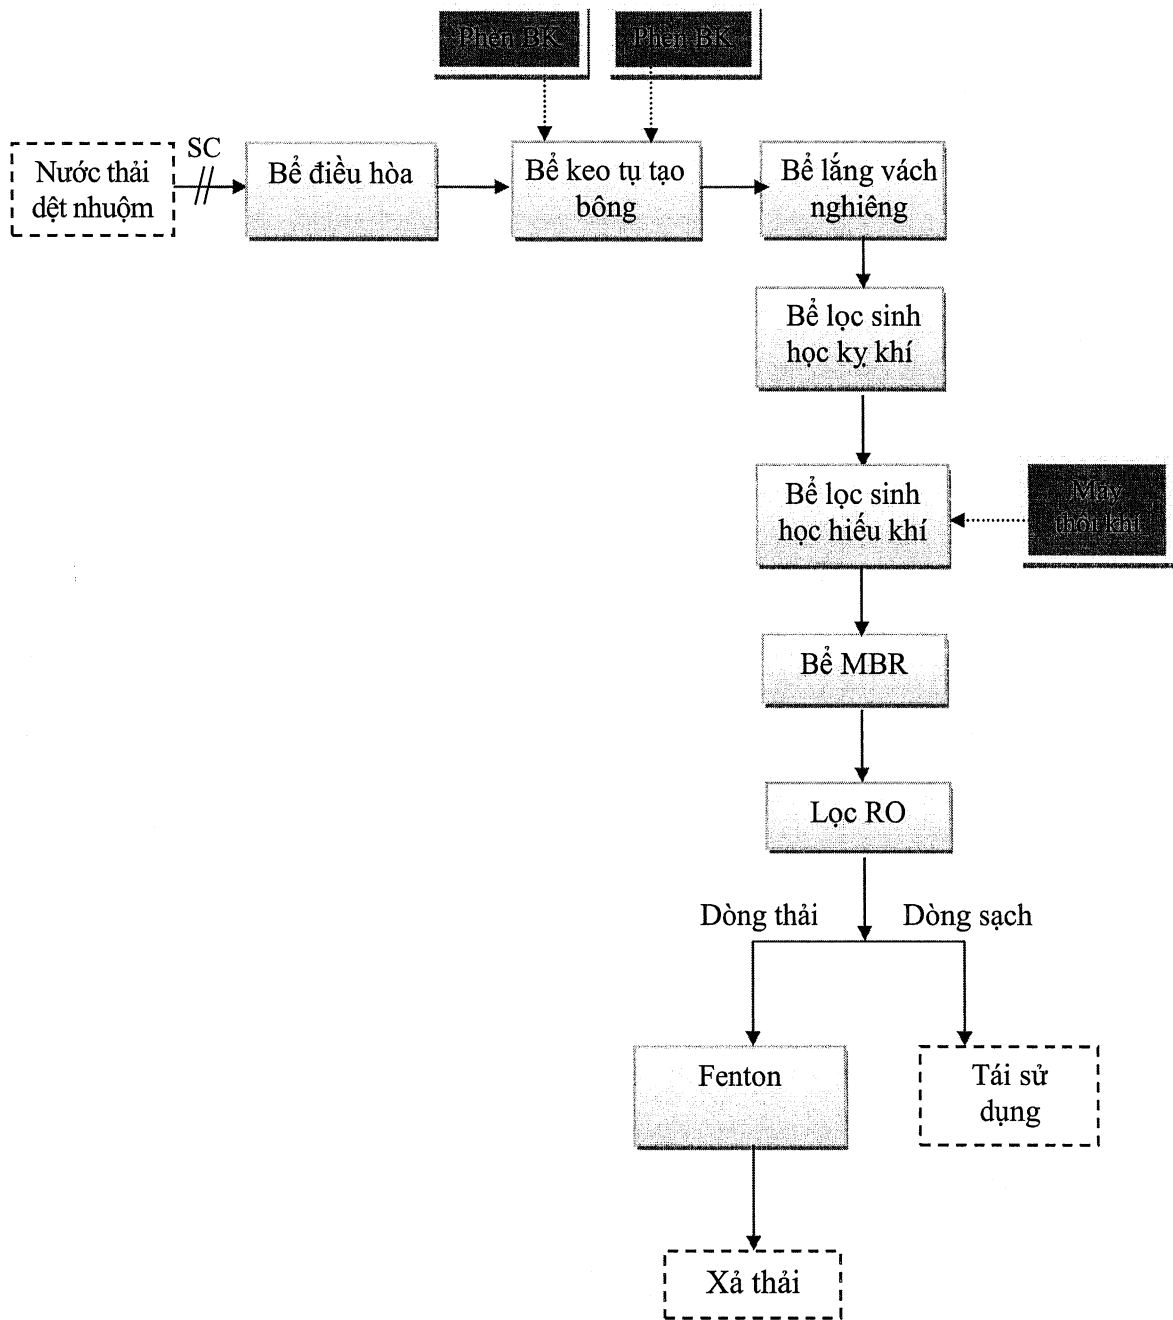 Phèn BK
Phèn BK
SC
Nước thải
dệt nhuộm
Bể điều hòa
Bể keo tụ tạo
bông
Bể lắng vách
nghiêng
Bể lọc sinh
học kỵ khí
Bể lọc sinh
học hiếu khí
Máy
thổi khí
Bể MBR
Lọc RO
Dòng thải
Dòng sạch
Fenton
Tái sử
dụng
Xả thải